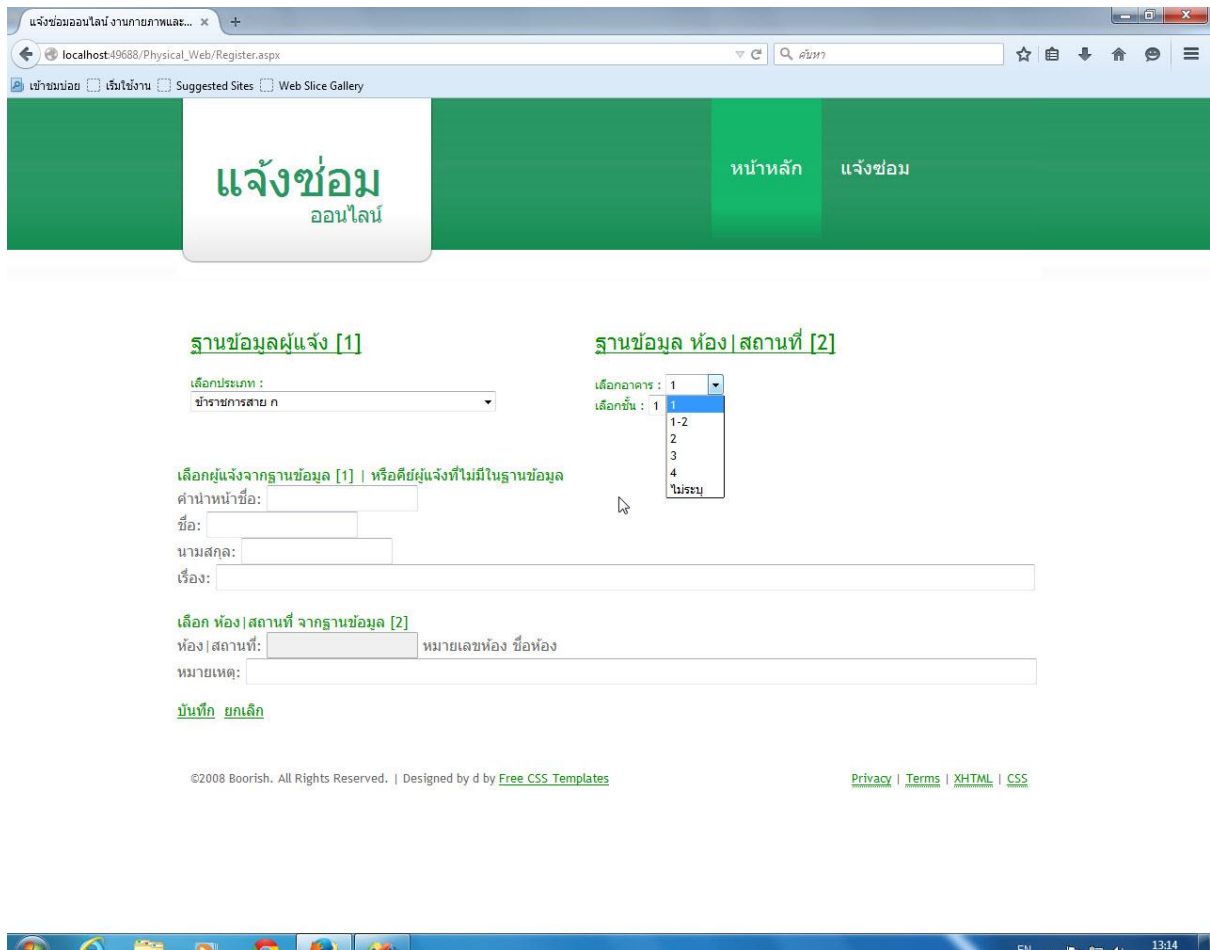 แจ้งซ่อมออนไลน์ งานกายภาพและ... × +
localhost:49688/Physical_Web/Register.aspx
ค้นหา
เข้าชมบ่อย เริ่มใช้งาน Suggested Sites Web Slice Gallery
แจ้งซ่อม
ออนไลน์
หน้าหลัก แจ้งซ่อม
ฐานข้อมูลผู้แจ้ง [1]
เลือกประเภท :
ข้าราชการสาย ก
ฐานข้อมูล ห้อง|สถานที่ [2]
เลือกอาคาร : 1
เลือกชั้น : 1
1
1-2
2
3
4
ไม่ระบุ
เลือกผู้แจ้งจากฐานข้อมูล [1] | หรือคีย์ผู้แจ้งที่ไม่มีในฐานข้อมูล
คำนำหน้าชื่อ:
ชื่อ:
นามสกุล:
เรื่อง:
เลือก ห้อง|สถานที่ จากฐานข้อมูล [2]
ห้อง|สถานที่: หมายเลขห้อง ชื่อห้อง
หมายเหตุ:
บันทึก ยกเลิก
©2008 Boorish. All Rights Reserved. | Designed by d by Free CSS Templates
Privacy | Terms | XHTML | CSS
EN
13:14